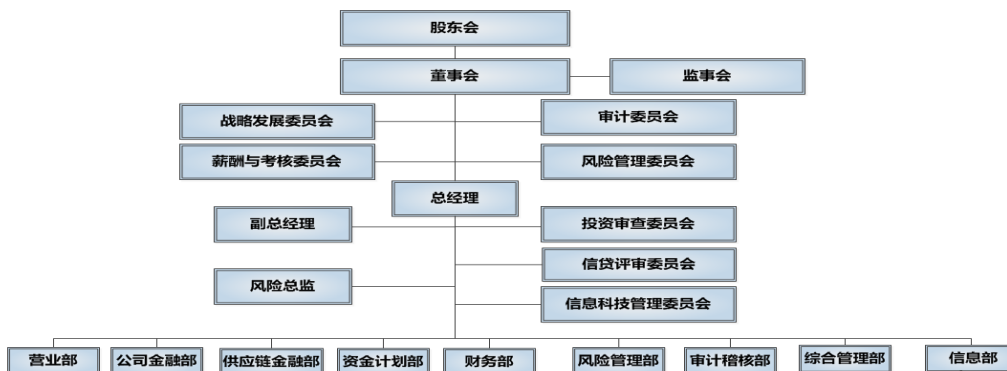 股东会
董事会
监事会
战略发展委员会
审计委员会
薪酬与考核委员会
风险管理委员会
总经理
副总经理
投资审查委员会
信贷评审委员会
风险总监
信息科技管理委员会
营业部
公司金融部
供应链金融部
资金计划部
财务部
风险管理部
审计稽核部
综合管理部
信息部